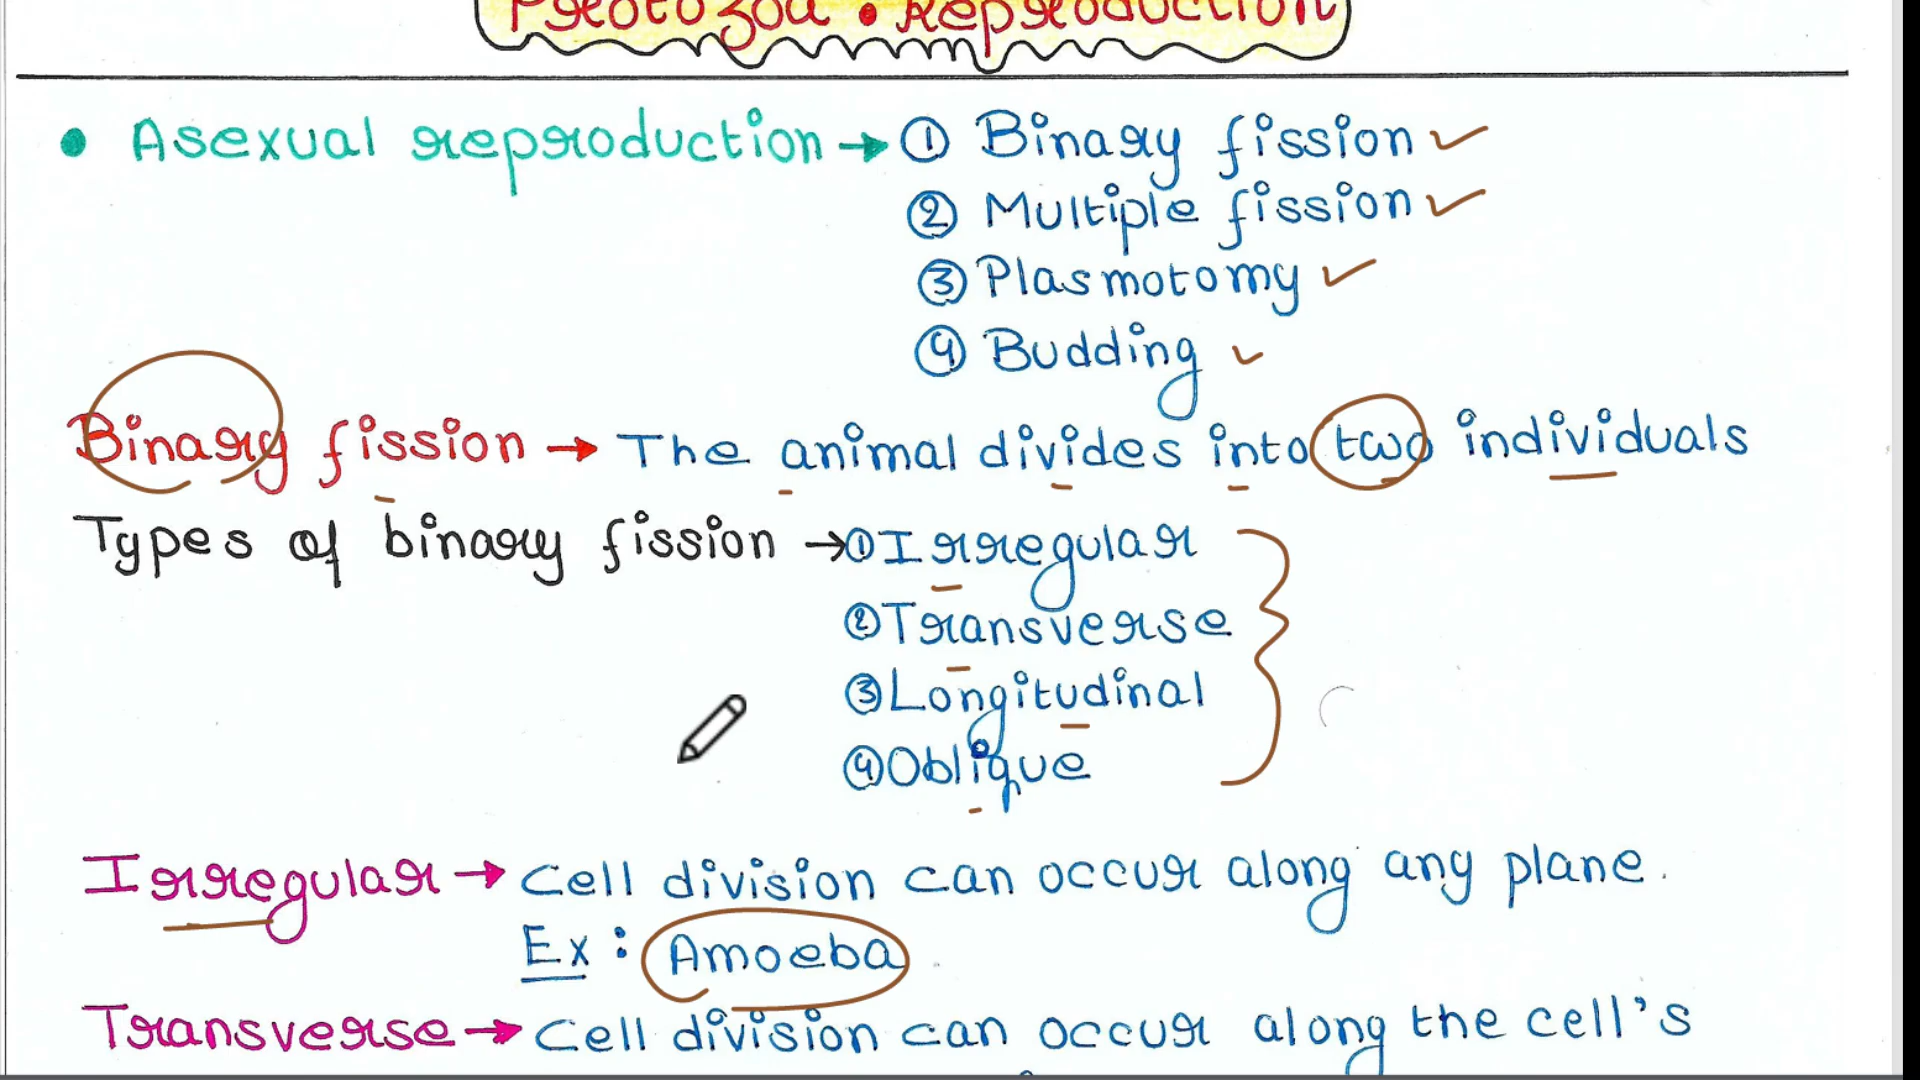 Protozoa • Reproduction
• Asexual reproduction → ① Binary fission ✓
② Multiple fission ✓
③ Plasmotomy ✓
④ Budding ✓
Binary fission → The animal divides into two individuals
Types of binary fission → ① Irregular
② Transverse
③ Longitudinal
④ Oblique
Irregular → Cell division can occur along any plane.
Ex : Amoeba
Transverse → Cell division can occur along the cell's